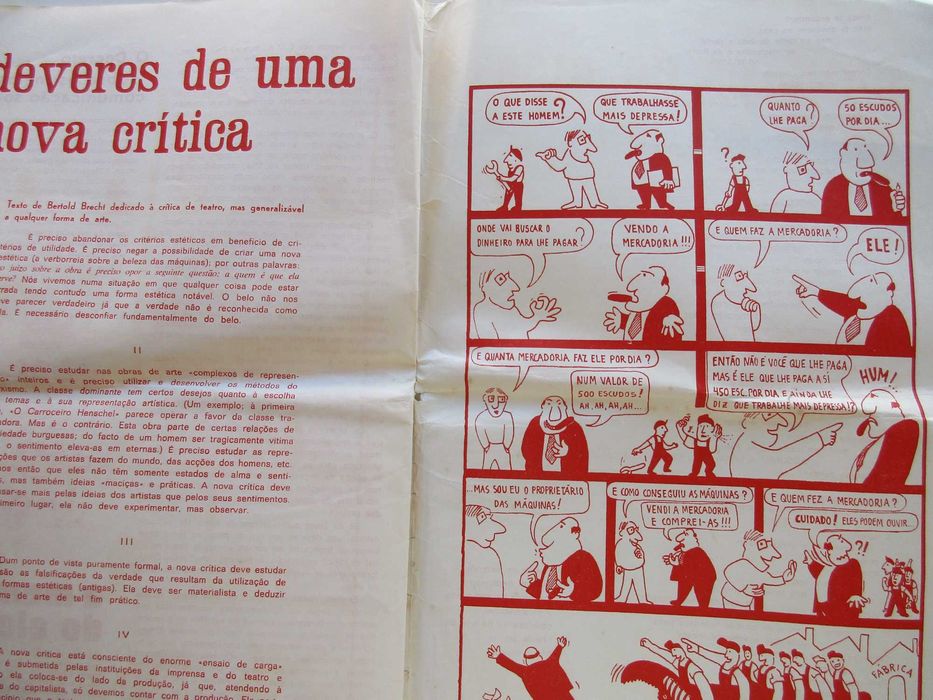 deveres de uma
nova crítica
Texto de Bertold Brecht dedicado à crítica de teatro, mas generalizável
a qualquer forma de arte.
É preciso abandonar os critérios estéticos em benefício de cri-
térios de utilidade. É preciso negar a possibilidade de criar uma nova
estética (a verborreia sobre a beleza das máquinas); por outras palavras:
o juízo sobre a obra é preciso opor a seguinte questão: a quem é que ela
serve? Nós vivemos numa situação em que qualquer coisa pode estar
errada tendo contudo uma forma estética notável. O belo não nos
deve parecer verdadeiro já que a verdade não é reconhecida como
la. É necessário desconfiar fundamentalmente do belo.
II
É preciso estudar nas obras de arte «complexos de represen-
o» inteiros e é preciso utilizar e desenvolver os métodos do
xismo. A classe dominante tem certos desejos quanto à escolha
temas e à sua representação artística. (Um exemplo; à primeira
, «O Carroceiro Henschel» parece operar a favor da classe tra-
dora. Mas é o contrário. Esta obra parte de certas relações de
iedade burguesas; do facto de um homem ser tragicamente vítima
o sentimento eleva-as em eternas.) É preciso estudar as repre-
ções que os artistas fazem do mundo, das acções dos homens, etc.
mos então que eles não têm somente estados de alma e senti-
s, mas também ideias «maciças» e práticas. A nova crítica deve
ssar-se mais pelas ideias dos artistas que pelos seus sentimentos.
rimeiro lugar, ela não deve experimentar, mas observar.
III
Dum ponto de vista puramente formal, a nova crítica deve estudar
são as falsificações da verdade que resultam da utilização de
formas estéticas (antigas). Ela deve ser materialista e deduzir
ma de arte de tal fim prático.
IV
A nova crítica está consciente do enorme «ensaio de carga»
é submetida pelas instituições da imprensa e do teatro e
o ela coloca-se do lado da produção, já que, atendendo à
a do capitalista, só devemos contar com a produção.
O QUE DISSE
A ESTE HOMEM?
QUE TRABALHASSE
MAIS DEPRESSA!
QUANTO
LHE PAGA?
50 ESCUDOS
POR DIA...
?
ONDE VAI BUSCAR O
DINHEIRO PARA LHE PAGAR?
VENDO A
MERCADORIA!!!
E QUEM FAZ A MERCADORIA?
ELE!
E QUANTA MERCADORIA FAZ ELE POR DIA?
NUM VALOR DE
500 ESCUDOS!
AH, AH, AH, AH...
ENTÃO NÃO É VOCÊ QUE LHE PAGA
MAS É ELE QUE LHE PAGA A SI
450 ESC. POR DIA E AINDA LHE
DIZ QUE TRABALHE MAIS DEPRESSA!?
HUM!!
...MAS SOU EU O PROPRIETÁRIO
DAS MÁQUINAS!
E COMO CONSEGUIU AS MÁQUINAS?
VENDI A MERCADORIA
E COMPREI-AS!!!
E QUEM FEZ A MERCADORIA?
CUIDADO! ELES PODEM OUVIR...
?!
FÁBRICA